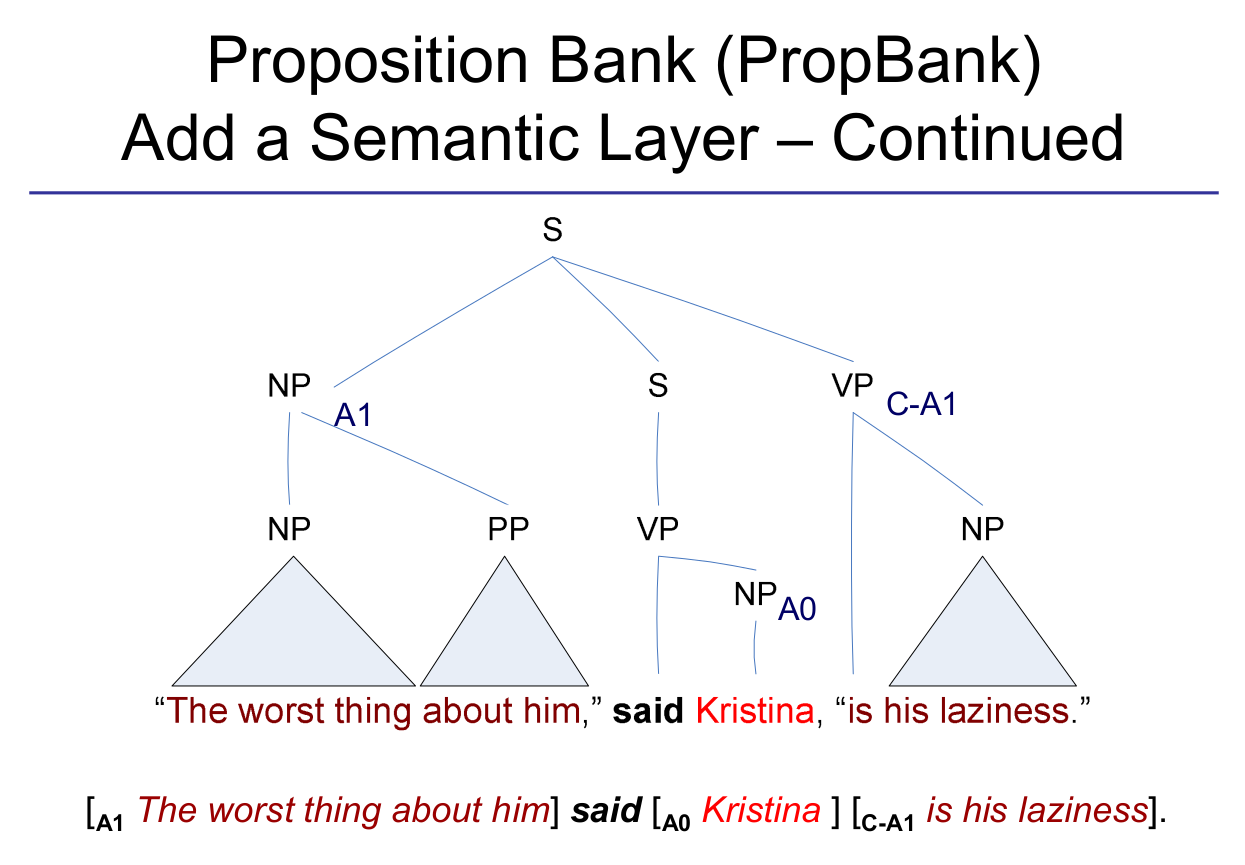 Proposition Bank (PropBank)
Add a Semantic Layer – Continued
S
NP A1 S VP C-A1
NP PP VP NP
NP A0
“The worst thing about him,” said Kristina, “is his laziness.”
[A1 The worst thing about him] said [A0 Kristina ] [C-A1 is his laziness].